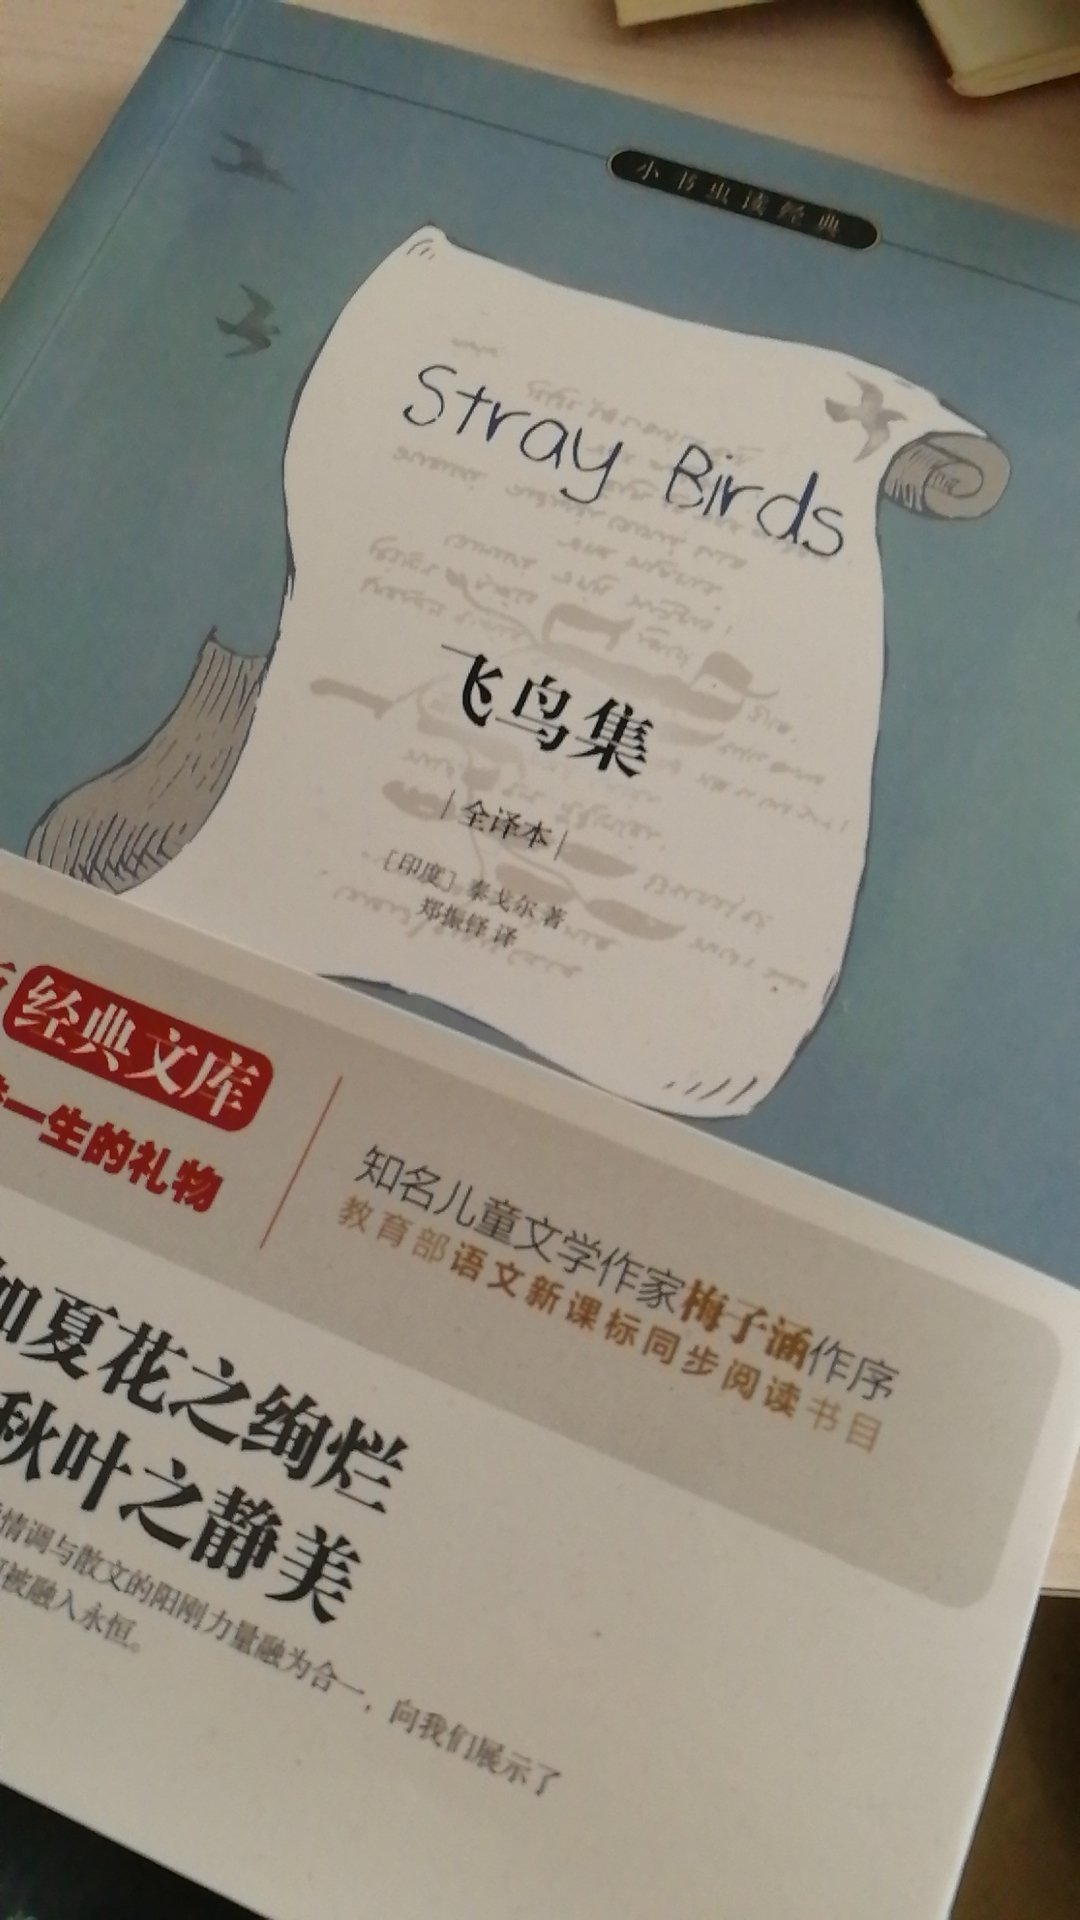 小书虫读经典
Stray Birds
飞鸟集
|全译本|
[印度] 泰戈尔 著
郑振铎 译
经典文库
一生的礼物
知名儿童文学作家梅子涵作序
教育部语文新课标同步阅读书目
如夏花之绚烂
秋叶之静美
情调与散文的阳刚力量融为合一，向我们展示了
被融入永恒。